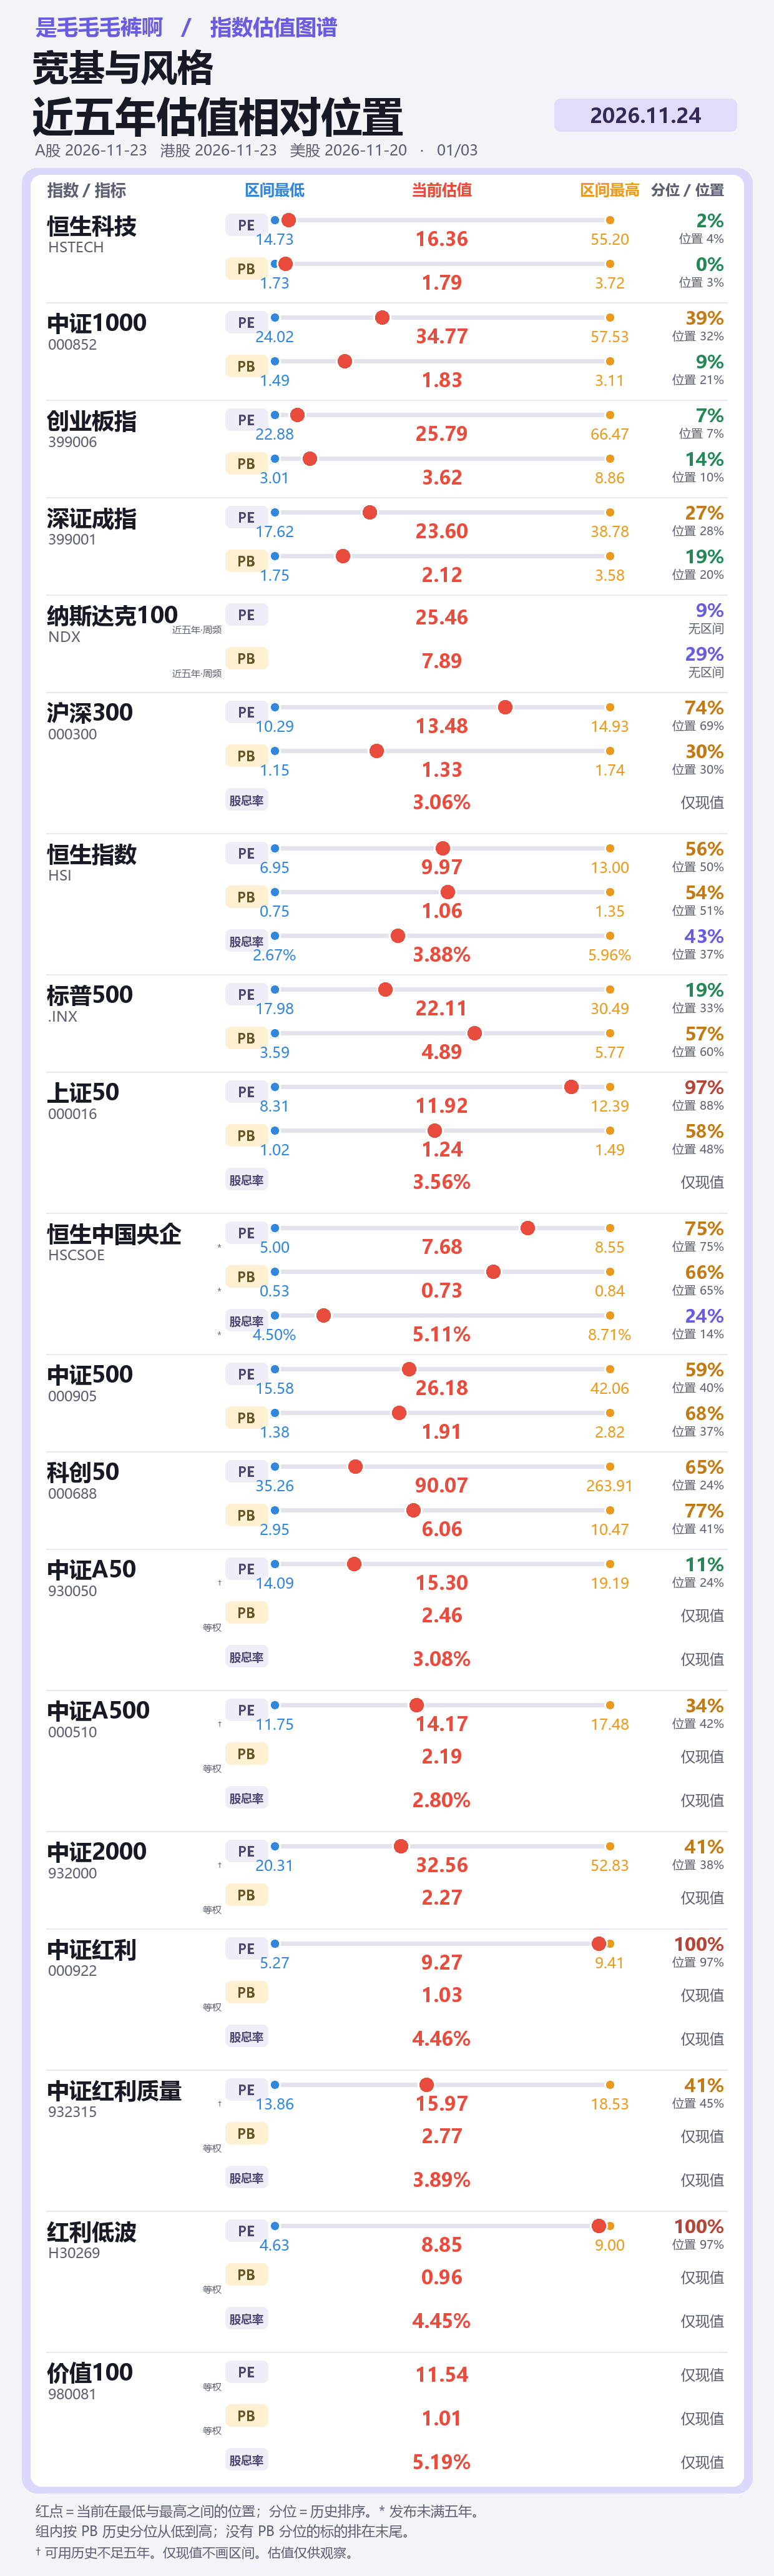 是毛毛毛裤啊 / 指数估值图谱
宽基与风格
近五年估值相对位置
2026.11.24
A股 2026-11-23 港股 2026-11-23 美股 2026-11-20 · 01/03
指数 / 指标 区间最低 当前估值 区间最高 分位 / 位置
恒生科技 PE 2%
HSTECH 14.73 16.36 55.20 位置 4%
PB 0%
1.73 1.79 3.72 位置 3%
中证1000 PE 39%
000852 24.02 34.77 57.53 位置 32%
PB 9%
1.49 1.83 3.11 位置 21%
创业板指 PE 7%
399006 22.88 25.79 66.47 位置 7%
PB 14%
3.01 3.62 8.86 位置 10%
深证成指 PE 27%
399001 17.62 23.60 38.78 位置 28%
PB 19%
1.75 2.12 3.58 位置 20%
纳斯达克100 PE 25.46 9%
NDX 近五年·周频 无区间
PB 7.89 29%
近五年·周频 无区间
沪深300 PE 74%
000300 10.29 13.48 14.93 位置 69%
PB 30%
1.15 1.33 1.74 位置 30%
股息率 3.06% 仅现值
恒生指数 PE 56%
HSI 6.95 9.97 13.00 位置 50%
PB 54%
0.75 1.06 1.35 位置 51%
股息率 43%
2.67% 3.88% 5.96% 位置 37%
标普500 PE 19%
.INX 17.98 22.11 30.49 位置 33%
PB 57%
3.59 4.89 5.77 位置 60%
上证50 PE 97%
000016 8.31 11.92 12.39 位置 88%
PB 58%
1.02 1.24 1.49 位置 48%
股息率 3.56% 仅现值
恒生中国央企 PE 75%
HSCSOE * 5.00 7.68 8.55 位置 75%
PB 66%
* 0.53 0.73 0.84 位置 65%
股息率 24%
* 4.50% 5.11% 8.71% 位置 14%
中证500 PE 59%
000905 15.58 26.18 42.06 位置 40%
PB 68%
1.38 1.91 2.82 位置 37%
科创50 PE 65%
000688 35.26 90.07 263.91 位置 24%
PB 77%
2.95 6.06 10.47 位置 41%
中证A50 PE 11%
930050 † 14.09 15.30 19.19 位置 24%
PB 2.46 仅现值
等权
股息率 3.08% 仅现值
中证A500 PE 34%
000510 † 11.75 14.17 17.48 位置 42%
PB 2.19 仅现值
等权
股息率 2.80% 仅现值
中证2000 PE 41%
932000 † 20.31 32.56 52.83 位置 38%
PB 2.27 仅现值
等权
中证红利 PE 100%
000922 5.27 9.27 9.41 位置 97%
PB 1.03 仅现值
等权
股息率 4.46% 仅现值
中证红利质量 PE 41%
932315 † 13.86 15.97 18.53 位置 45%
PB 2.77 仅现值
等权
股息率 3.89% 仅现值
红利低波 PE 100%
H30269 4.63 8.85 9.00 位置 97%
PB 0.96 仅现值
等权
股息率 4.45% 仅现值
价值100 PE 11.54 仅现值
980081 等权
PB 1.01 仅现值
等权
股息率 5.19% 仅现值
红点＝当前在最低与最高之间的位置；分位＝历史排序。* 发布未满五年。
组内按 PB 历史分位从低到高；没有 PB 分位的标的排在末尾。
† 可用历史不足五年。仅现值不画区间。估值仅供观察。